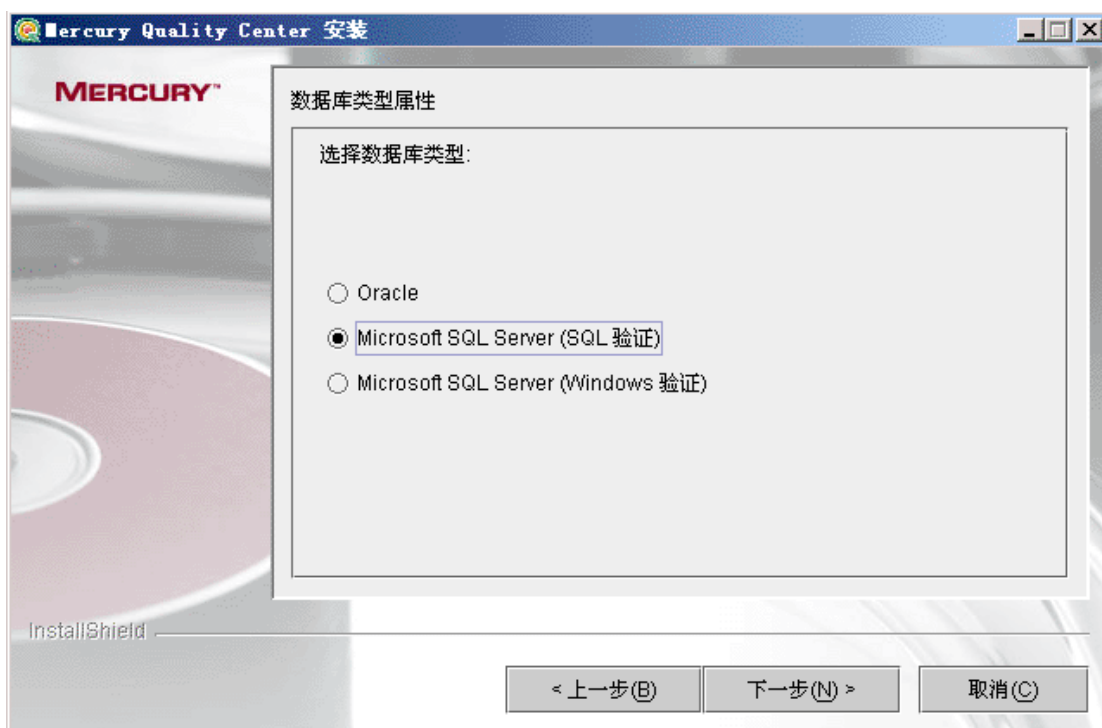 Mercury Quality Center 安装
MERCURY™
数据库类型属性
选择数据库类型:
Oracle
Microsoft SQL Server (SQL 验证)
Microsoft SQL Server (Windows 验证)
InstallShield
< 上一步(B)
下一步(N) >
取消(C)